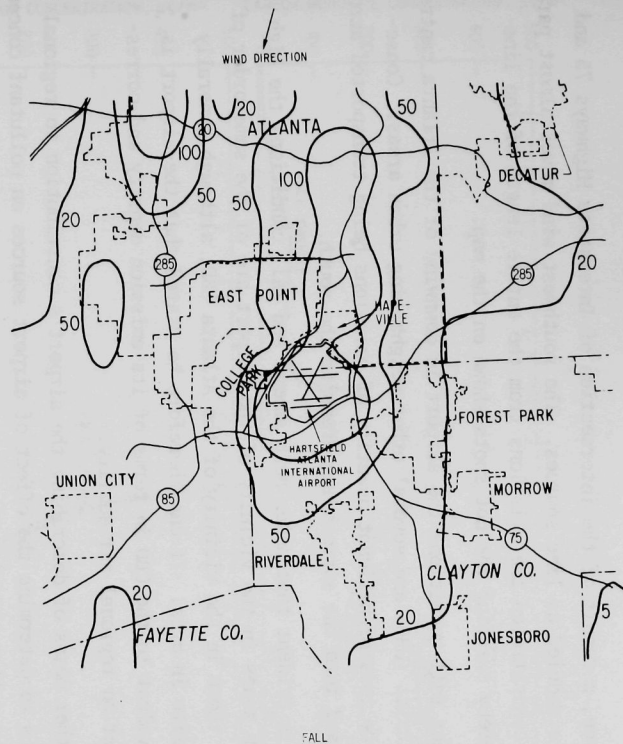 WIND DIRECTION
20
20
ATLANTA
50
100
100
DECATUR
50
50
20
285
285
20
EAST POINT
50
HAPE-
VILLE
COLLEGE
PARK
FOREST PARK
HARTSFIELD
ATLANTA
INTERNATIONAL
AIRPORT
UNION CITY
MORROW
85
50
75
RIVERDALE
CLAYTON CO.
20
20
5
FAYETTE CO.
JONESBORO
FALL